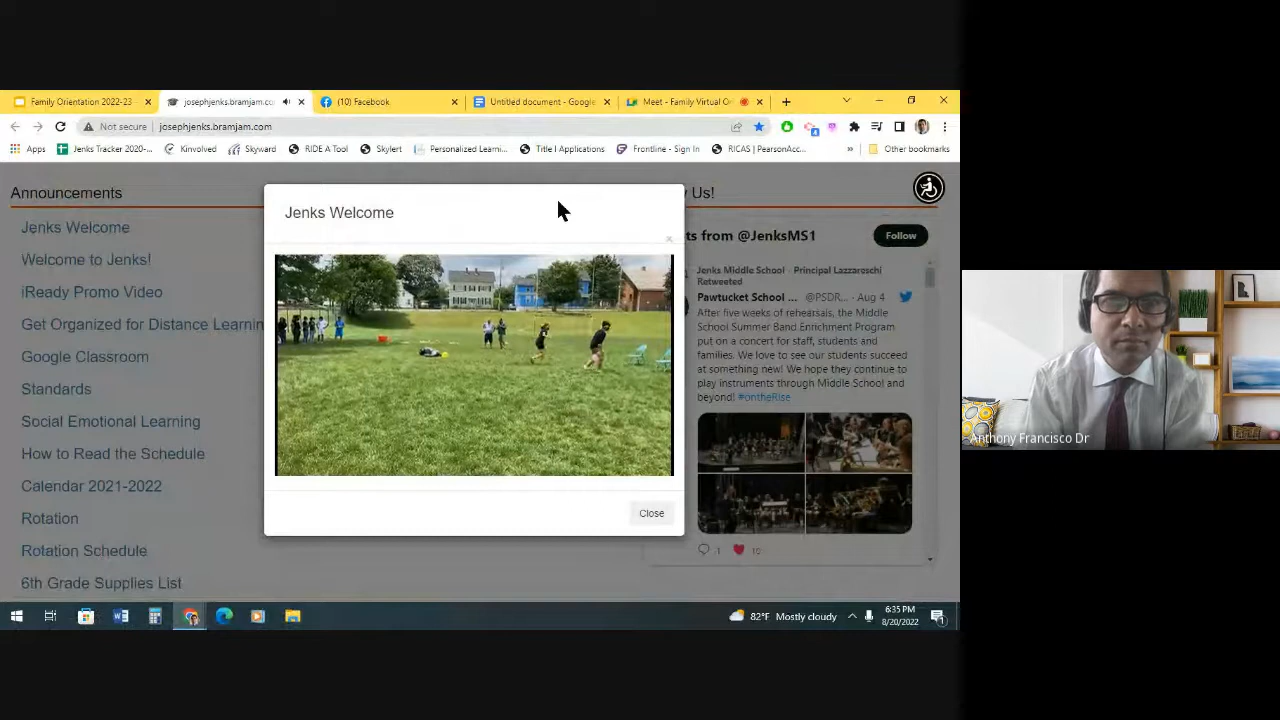 Family Orientation 2022-23
josephjenks.bramjam.co
(10) Facebook
Untitled document - Google
Meet - Family Virtual O
Not secure
josephjenks.bramjam.com
Apps
Jenks Tracker 2020-...
Kinvolved
Skyward
RIDE A Tool
Skylert
Personalized Learni...
Title I Applications
Frontline - Sign In
RICAS | PearsonAcc...
»
Other bookmarks
Announcements
Jenks Welcome
Welcome to Jenks!
iReady Promo Video
Get Organized for Distance Learnin
Google Classroom
Standards
Social Emotional Learning
How to Read the Schedule
Calendar 2021-2022
Rotation
Rotation Schedule
6th Grade Supplies List
Jenks Welcome
×
Close
Us!
ts from @JenksMS1
Follow
Jenks Middle School - Principal Lazzareschi
Retweeted
Pawtucket School ... @PSDR... · Aug 4
After five weeks of rehearsals, the Middle
School Summer Band Enrichment Program
put on a concert for staff, students and
families. We love to see our students succeed
at something new! We hope they continue to
play instruments through Middle School and
beyond! #ontheRise
1
10
82°F Mostly cloudy
6:35 PM
8/20/2022
1
Anthony Francisco Dr